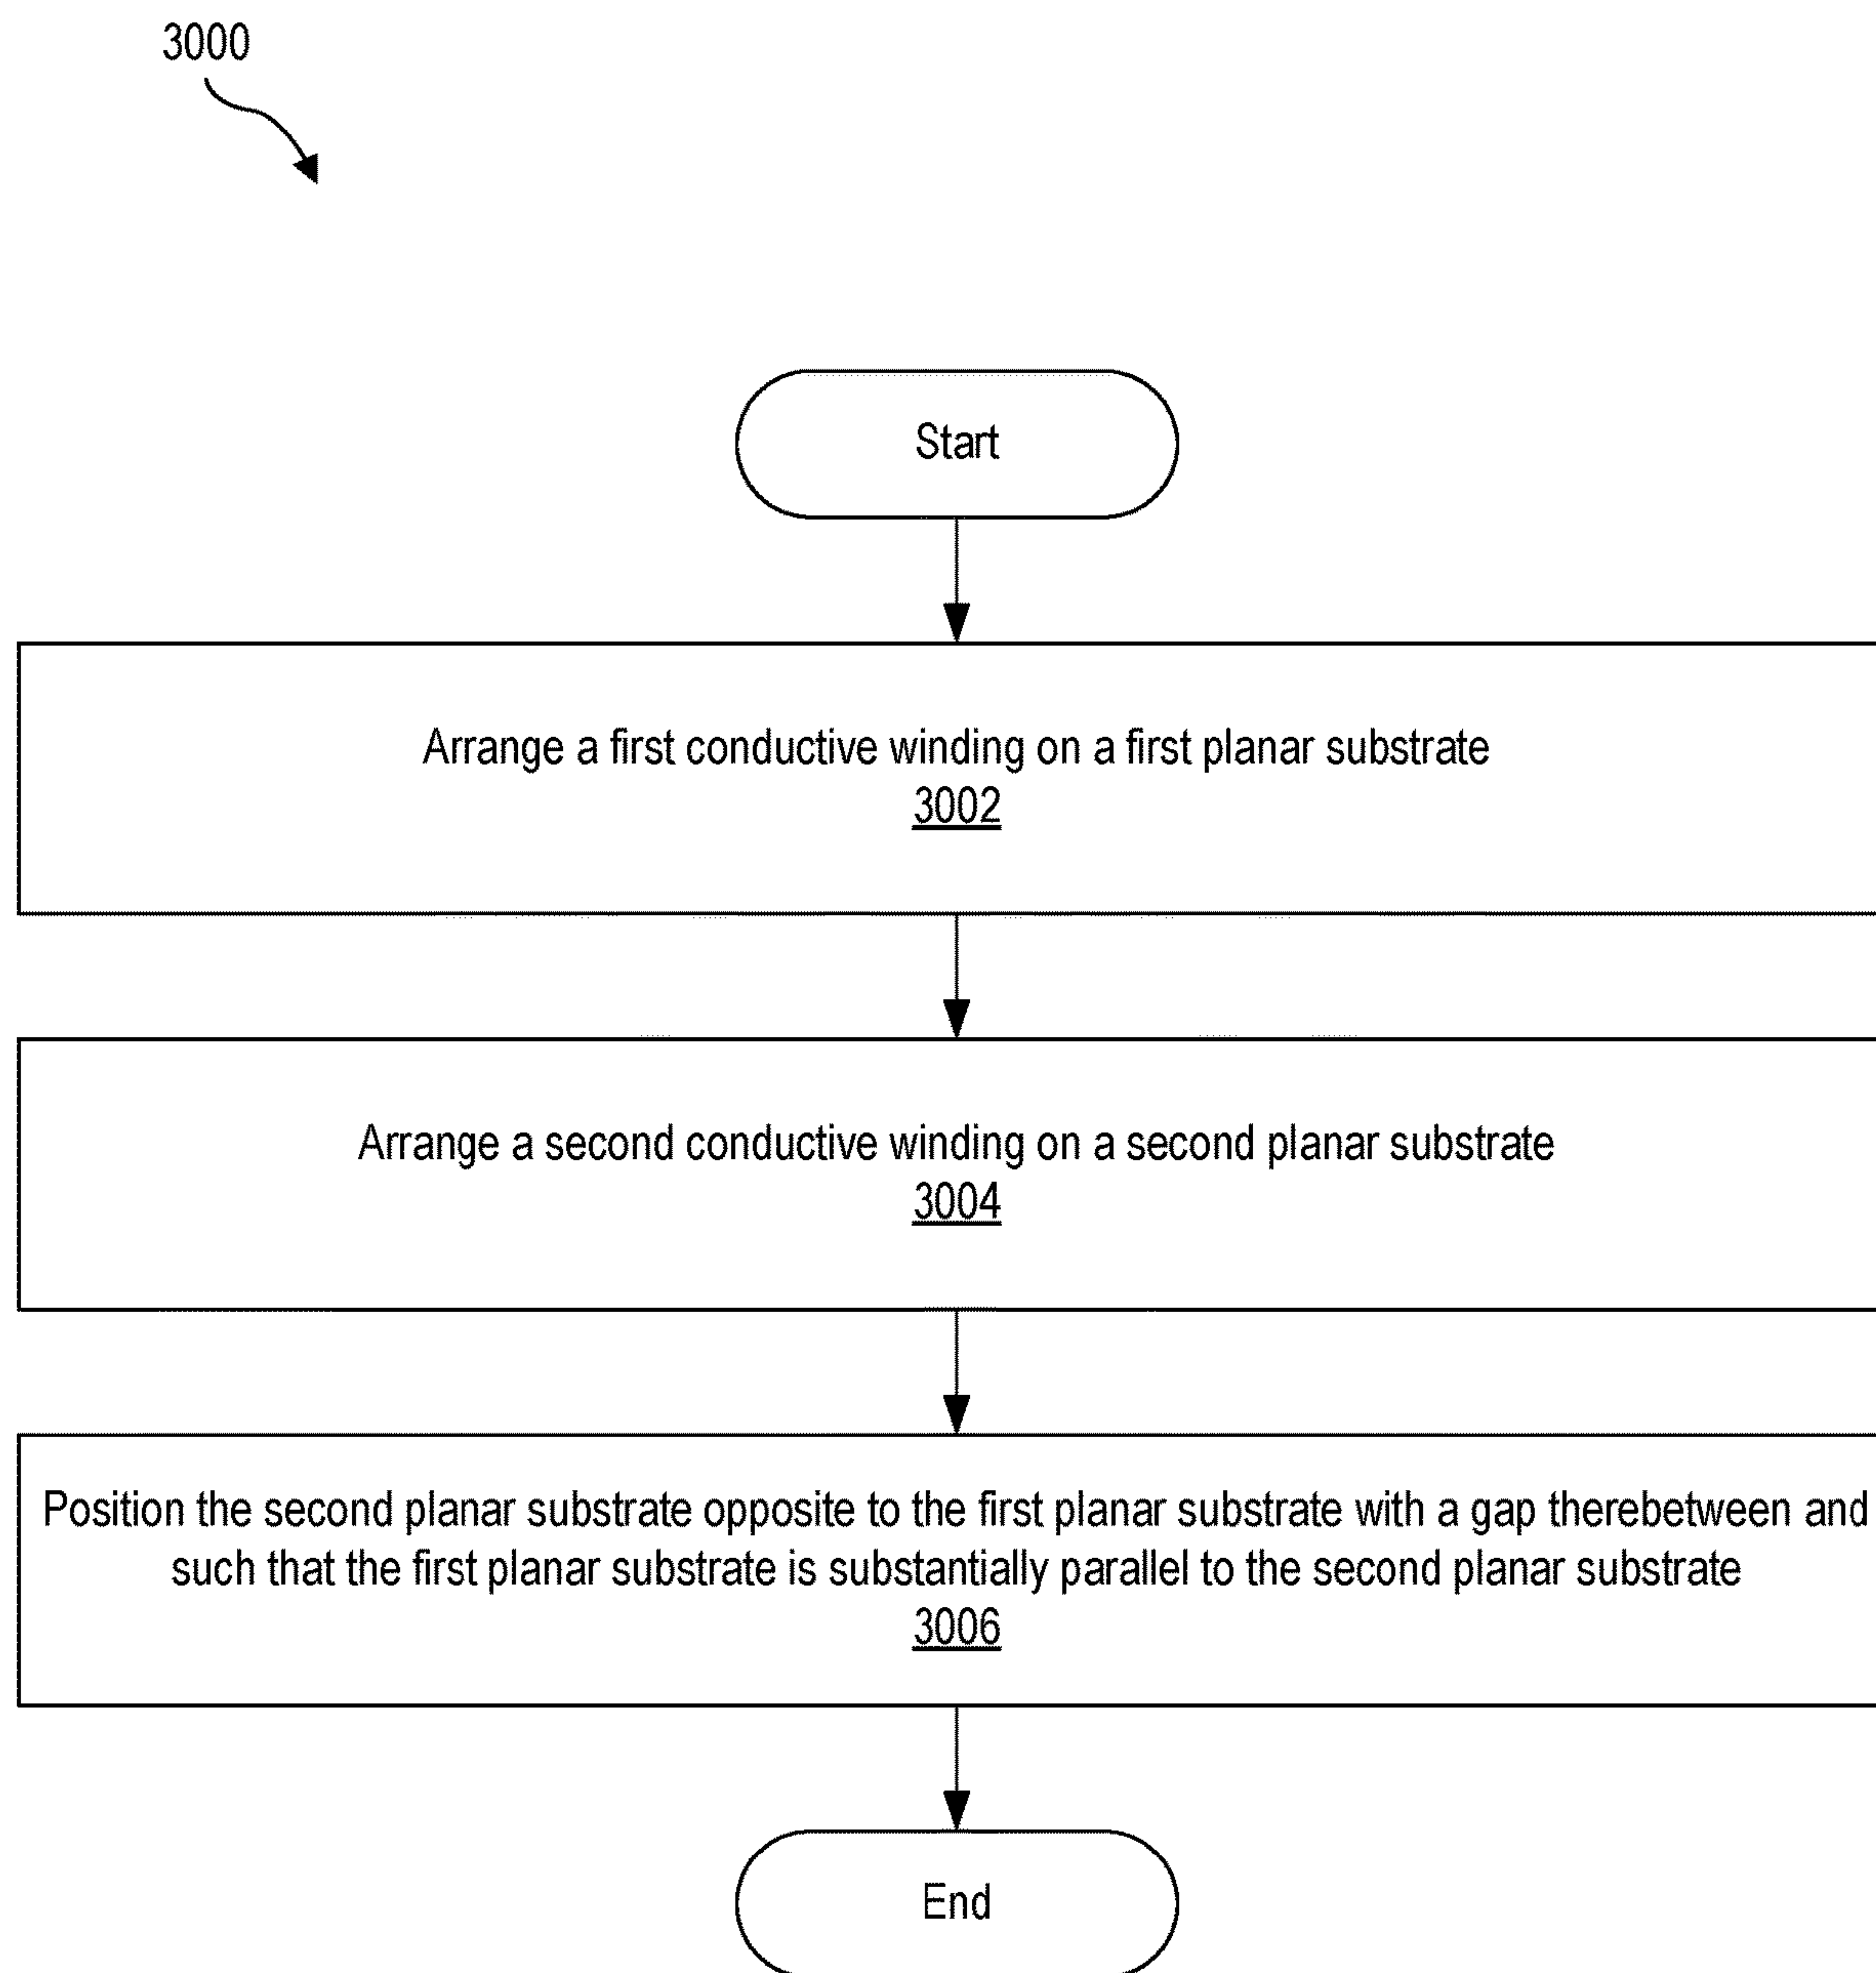 3000
Start
Arrange a first conductive winding on a first planar substrate
3002
Arrange a second conductive winding on a second planar substrate
3004
Position the second planar substrate opposite to the first planar substrate with a gap therebetween and
such that the first planar substrate is substantially parallel to the second planar substrate
3006
End